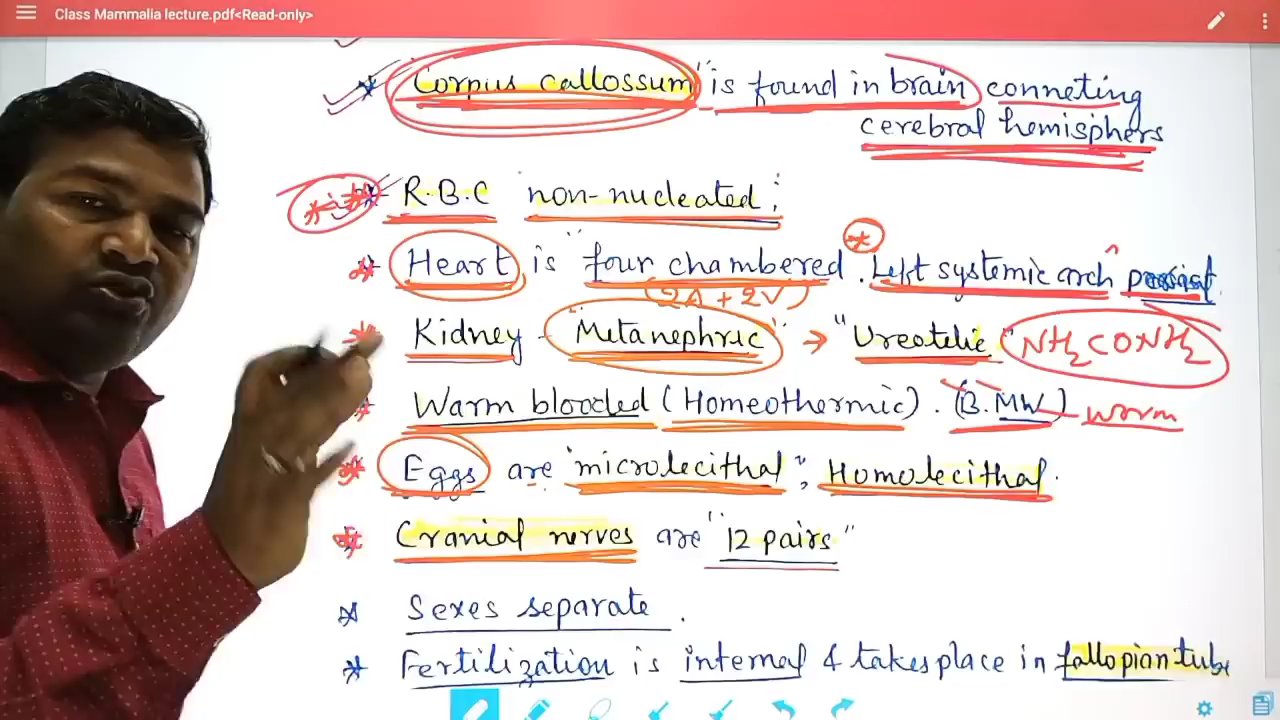 Class Mammalia lecture.pdf<Read-only>
* "Corpus callossum" is found in brain conneting
cerebral hemisphers
* R.B.C non-nucleated ;
* Heart is "four chambered . Left systemic arch
(2A + 2V)
* Kidney - "Metanephric" → "Ureotelic" NH2CONH2
* Warm blooded (Homeothermic) . (B.MW) warm
* Eggs are "microlecithal" ; Homolecithal .
* Cranial nerves are "12 pairs"
* Sexes separate .
* Fertilization is internal & takes place in fallopian tube